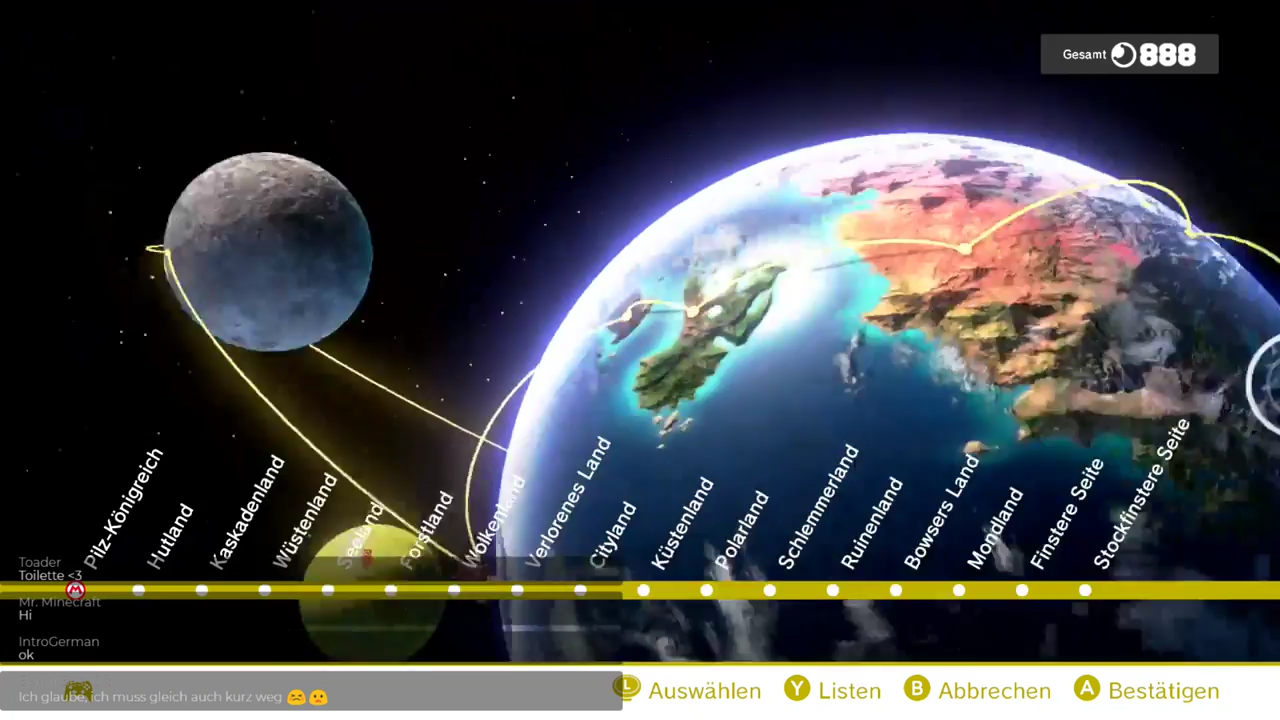 Gesamt 888
Pilz-Königreich
Hutland
Kaskadenland
Wüstenland
Seeland
Forstland
Wolkenland
Verlorenes Land
Cityland
Küstenland
Polarland
Schlemmerland
Ruinenland
Bowsers Land
Mondland
Finstere Seite
Stockfinstere Seite
Toader
Toilette <3
M
Mr. Minecraft
Hi
IntroGerman
ok
Ich glaube, ich muss gleich auch kurz weg 😣🙁
L Auswählen Y Listen B Abbrechen A Bestätigen